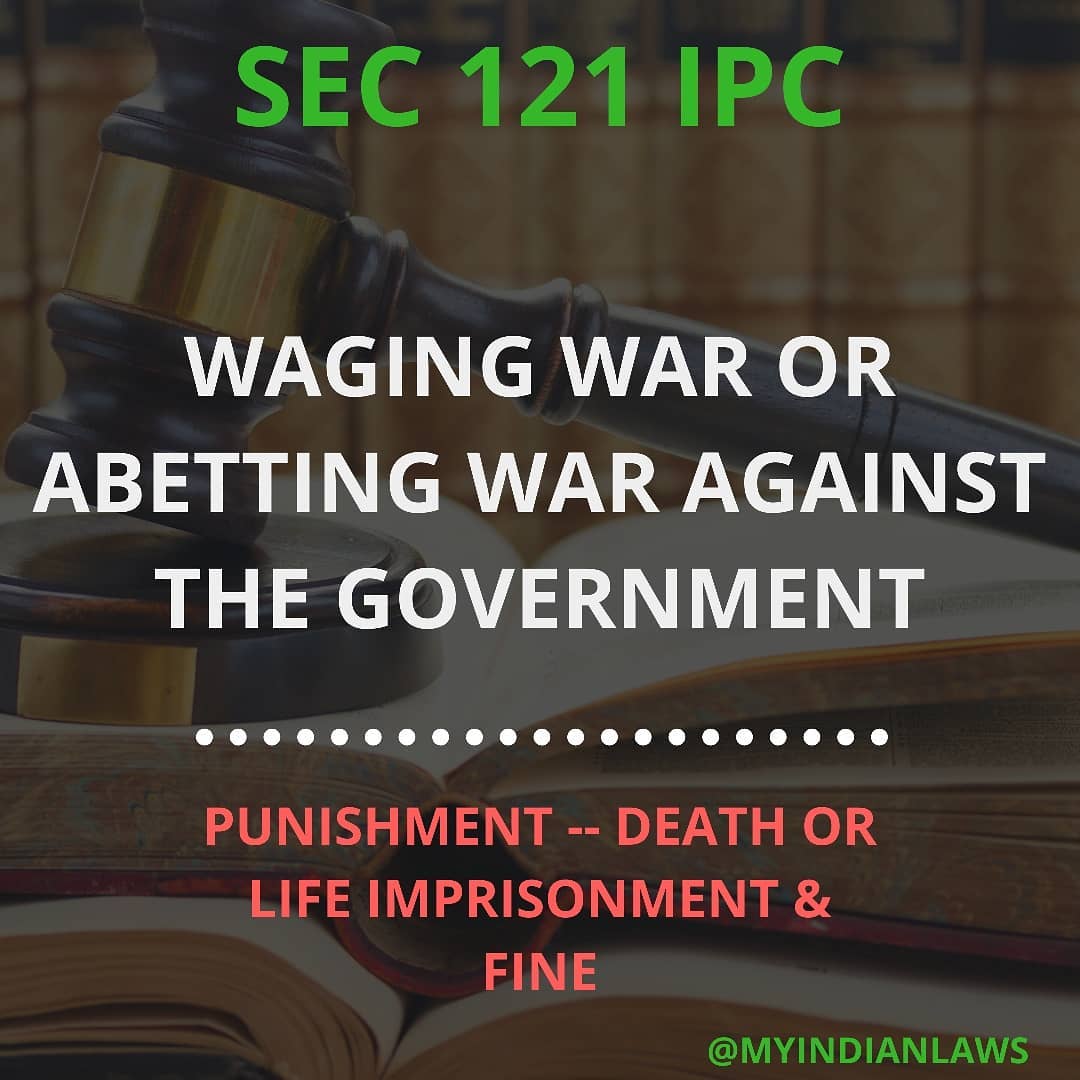 SEC 121 IPC
WAGING WAR OR
ABETTING WAR AGAINST
THE GOVERNMENT
PUNISHMENT -- DEATH OR
LIFE IMPRISONMENT &
FINE
@MYINDIANLAWS